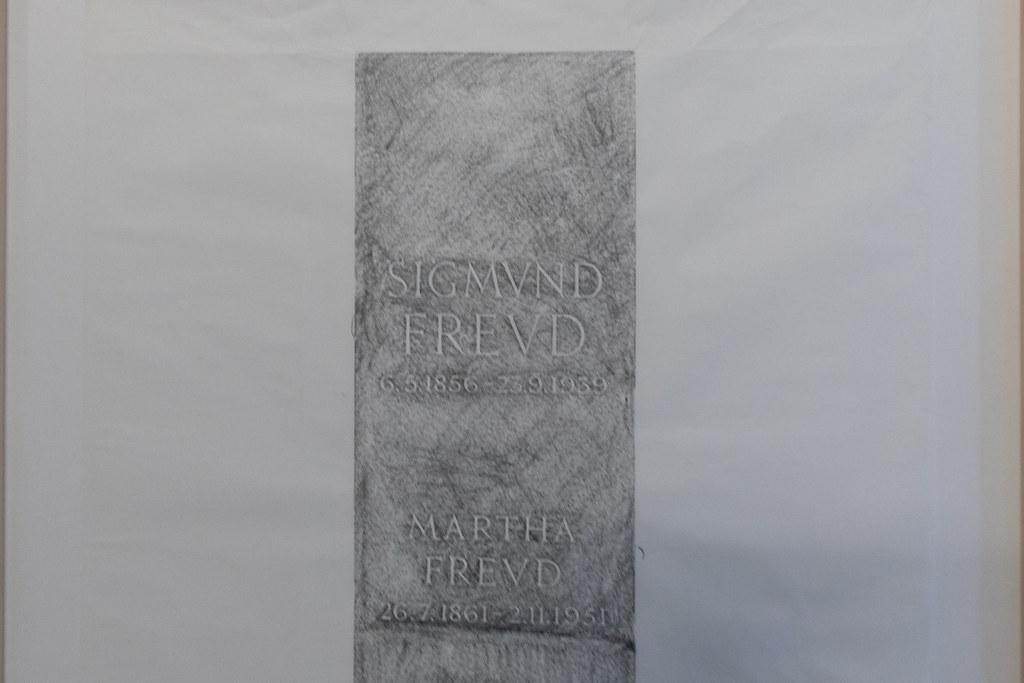 SIGMVND
FREVD
6.5.1856-23.9.1939
MARTHA
FREVD
26.7.1861-2.11.1951